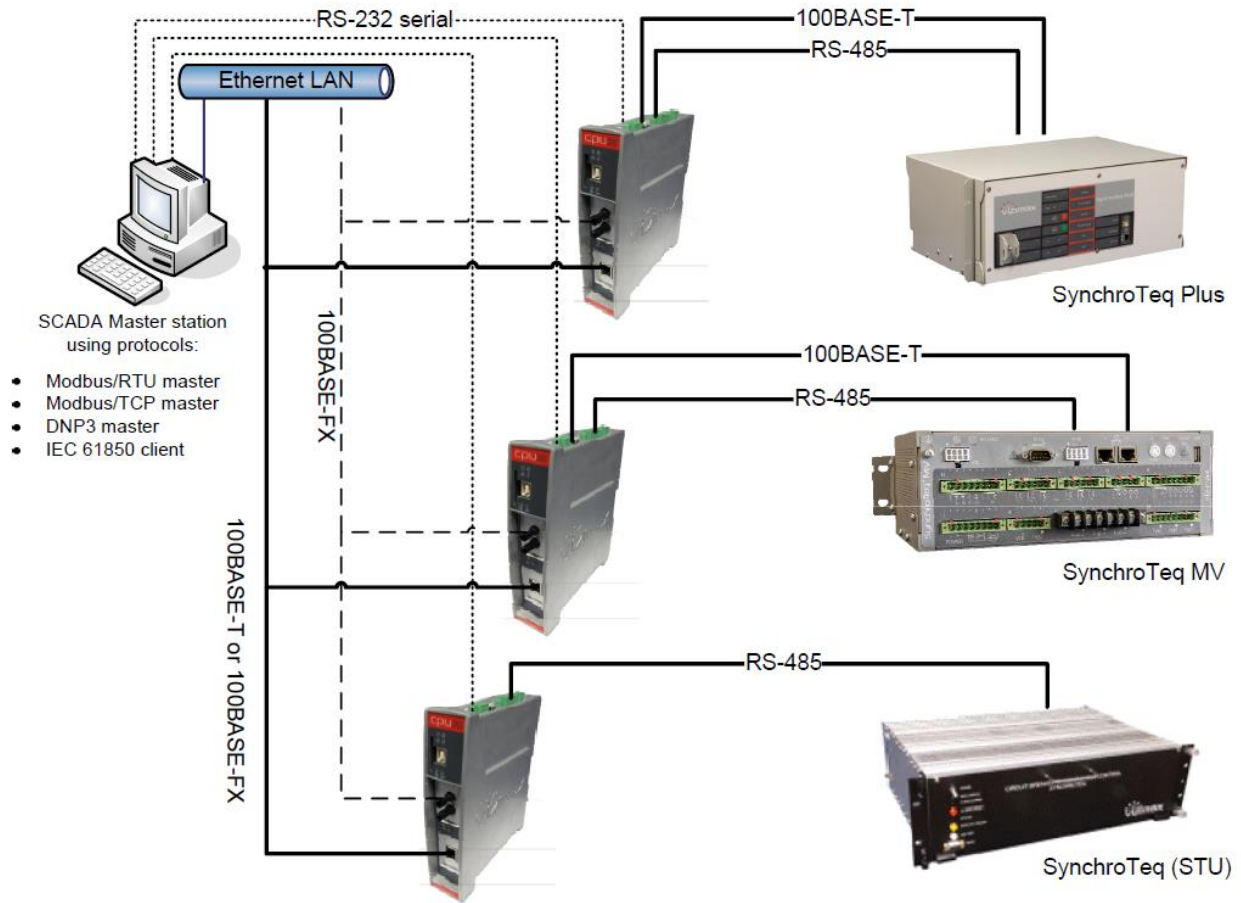 RS-232 serial
100BASE-T
RS-485
Ethernet LAN
cpu
SynchroTeq Plus
SCADA Master station
using protocols:
• Modbus/RTU master
• Modbus/TCP master
• DNP3 master
• IEC 61850 client
100BASE-FX
100BASE-T
RS-485
cpu
SynchroTeq MV
100BASE-T or 100BASE-FX
RS-485
cpu
SynchroTeq (STU)